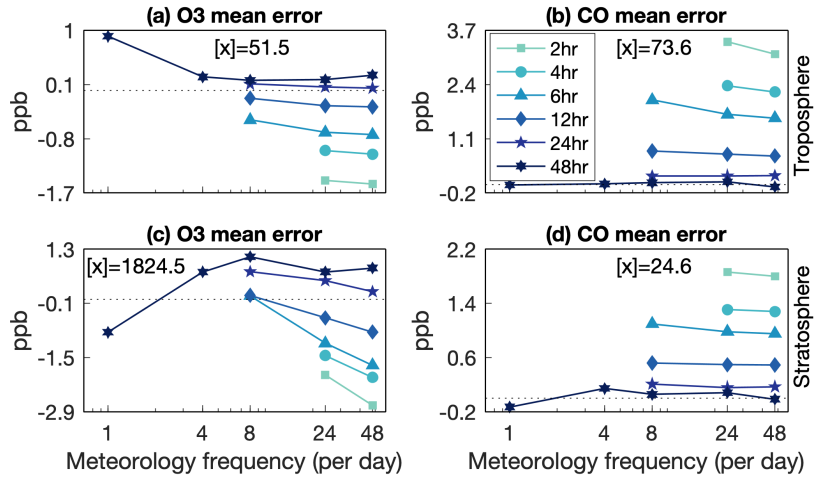 (a) O3 mean error
(b) CO mean error
[x]=51.5
[x]=73.6
1
0.1
-0.8
-1.7
ppb
3.7
2.4
1.1
-0.2
ppb
2hr
4hr
6hr
12hr
24hr
48hr
Troposphere
(c) O3 mean error
(d) CO mean error
[x]=1824.5
[x]=24.6
1.3
-0.1
-1.5
-2.9
ppb
2.2
1.4
0.6
-0.2
ppb
Stratosphere
1 4 8 24 48
1 4 8 24 48
Meteorology frequency (per day)
Meteorology frequency (per day)